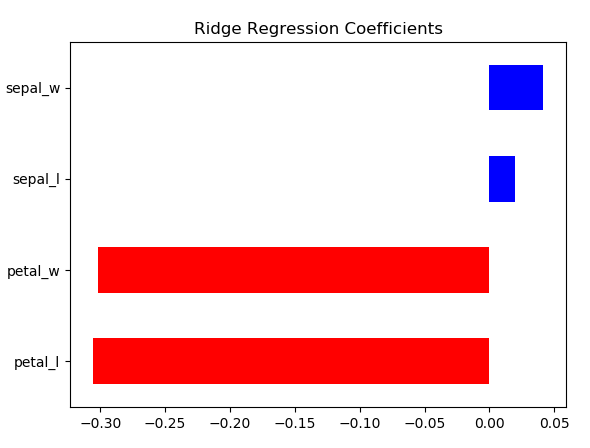 Ridge Regression Coefficients
sepal_w
sepal_l
petal_w
petal_l
−0.30 −0.25 −0.20 −0.15 −0.10 −0.05 0.00 0.05